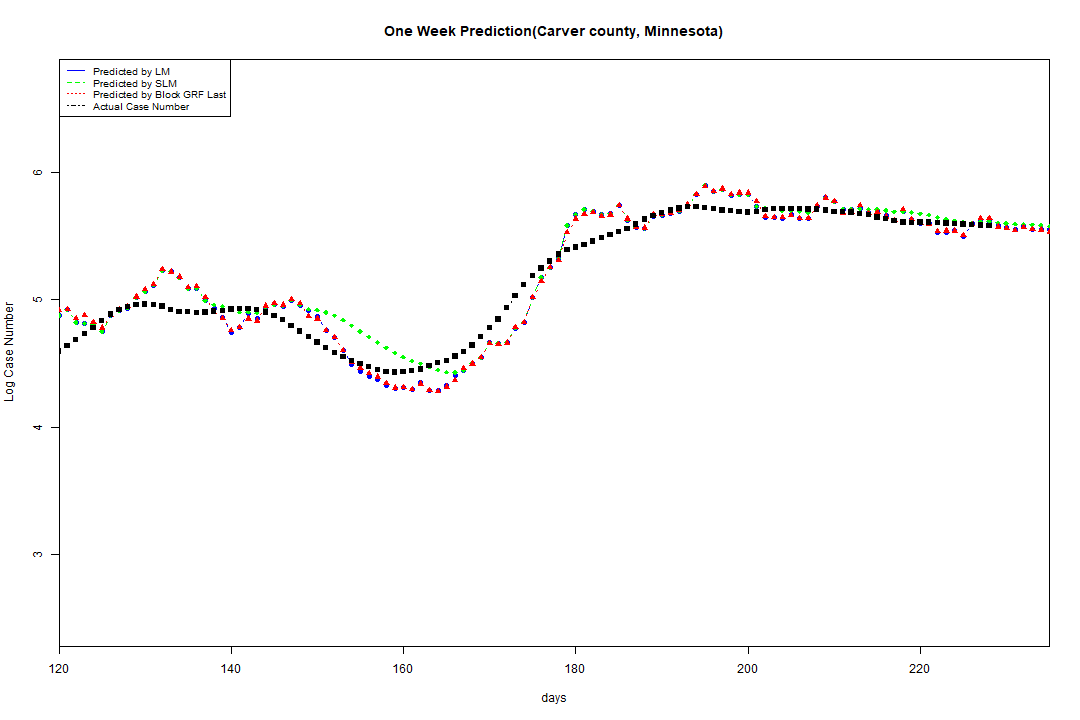 One Week Prediction(Carver county, Minnesota)
Predicted by LM
Predicted by SLM
Predicted by Block GRF Last
Actual Case Number
6
5
4
3
Log Case Number
120 140 160 180 200 220
days